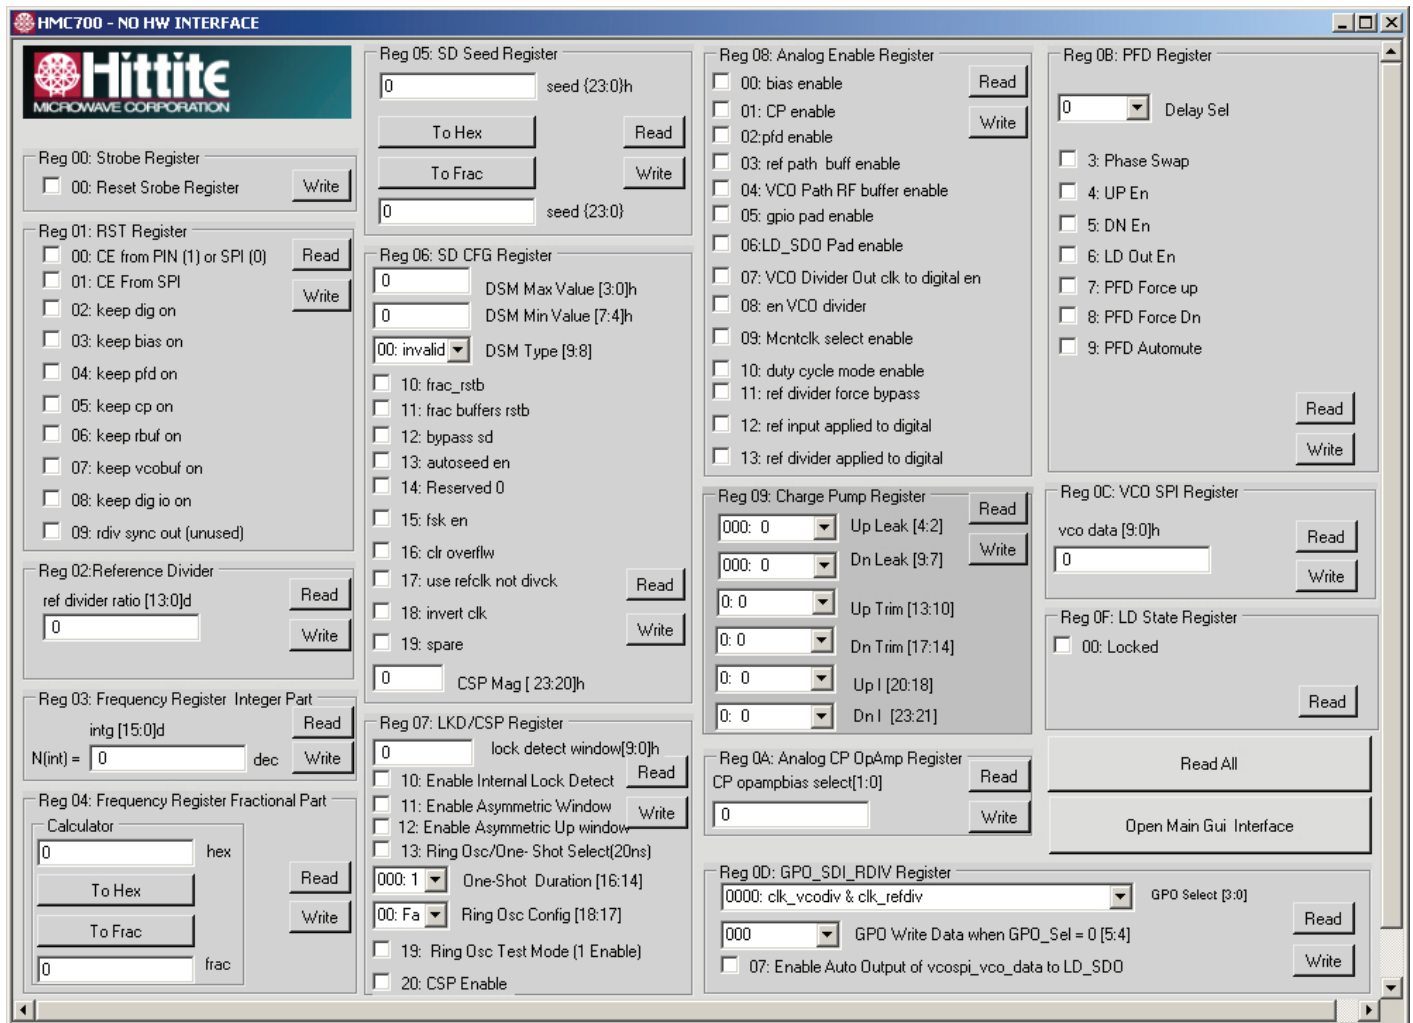 HMC700 - NO HW INTERFACE
Hittite
MICROWAVE CORPORATION
Reg 00: Strobe Register
00: Reset Srobe Register
Write
Reg 01: RST Register
00: CE from PIN (1) or SPI (0)
Read
01: CE From SPI
Write
02: keep dig on
03: keep bias on
04: keep pfd on
05: keep cp on
06: keep rbuf on
07: keep vcobuf on
08: keep dig io on
09: rdiv sync out (unused)
Reg 02:Reference Divider
ref divider ratio [13:0]d
Read
0
Write
Reg 03: Frequency Register Integer Part
intg [15:0]d
Read
N(int) = 0 dec
Write
Reg 04: Frequency Register Fractional Part
Calculator
0 hex
To Hex
Read
To Frac
Write
0 frac
Reg 05: SD Seed Register
0 seed {23:0}h
To Hex
Read
To Frac
Write
0 seed {23:0}
Reg 06: SD CFG Register
0 DSM Max Value [3:0]h
0 DSM Min Value [7:4]h
00: invalid DSM Type [9:8]
10: frac_rstb
11: frac buffers rstb
12: bypass sd
13: autoseed en
14: Reserved 0
15: fsk en
16: clr overflw
17: use refclk not divck
Read
18: invert clk
Write
19: spare
0 CSP Mag [ 23:20]h
Reg 07: LKD/CSP Register
0 lock detect window[9:0]h
10: Enable Internal Lock Detect
Read
11: Enable Asymmetric Window
Write
12: Enable Asymmetric Up window
13: Ring Osc/One- Shot Select(20ns)
000: 1 One-Shot Duration [16:14]
00: Fa Ring Osc Config [18:17]
19: Ring Osc Test Mode (1 Enable)
20: CSP Enable
Reg 08: Analog Enable Register
00: bias enable
Read
01: CP enable
Write
02:pfd enable
03: ref path buff enable
04: VCO Path RF buffer enable
05: gpio pad enable
06:LD_SDO Pad enable
07: VCO Divider Out clk to digital en
08: en VCO divider
09: Mcntclk select enable
10: duty cycle mode enable
11: ref divider force bypass
12: ref input applied to digital
13: ref divider applied to digital
Reg 09: Charge Pump Register
Read
000: 0 Up Leak [4:2]
Write
000: 0 Dn Leak [9:7]
0: 0 Up Trim [13:10]
0: 0 Dn Trim [17:14]
0: 0 Up I [20:18]
0: 0 Dn I [23:21]
Reg 0A: Analog CP OpAmp Register
CP opampbias select[1:0]
Read
0
Write
Reg 0B: PFD Register
0 Delay Sel
3: Phase Swap
4: UP En
5: DN En
6: LD Out En
7: PFD Force up
8: PFD Force Dn
9: PFD Automute
Read
Write
Reg 0C: VCO SPI Register
vco data [9:0]h
Read
0
Write
Reg 0F: LD State Register
00: Locked
Read
Read All
Open Main Gui Interface
Reg 0D: GPO_SDI_RDIV Register
0000: clk_vcodiv & clk_refdiv GPO Select [3:0]
Read
000 GPO Write Data when GPO_Sel = 0 [5:4]
Write
07: Enable Auto Output of vcospi_vco_data to LD_SDO